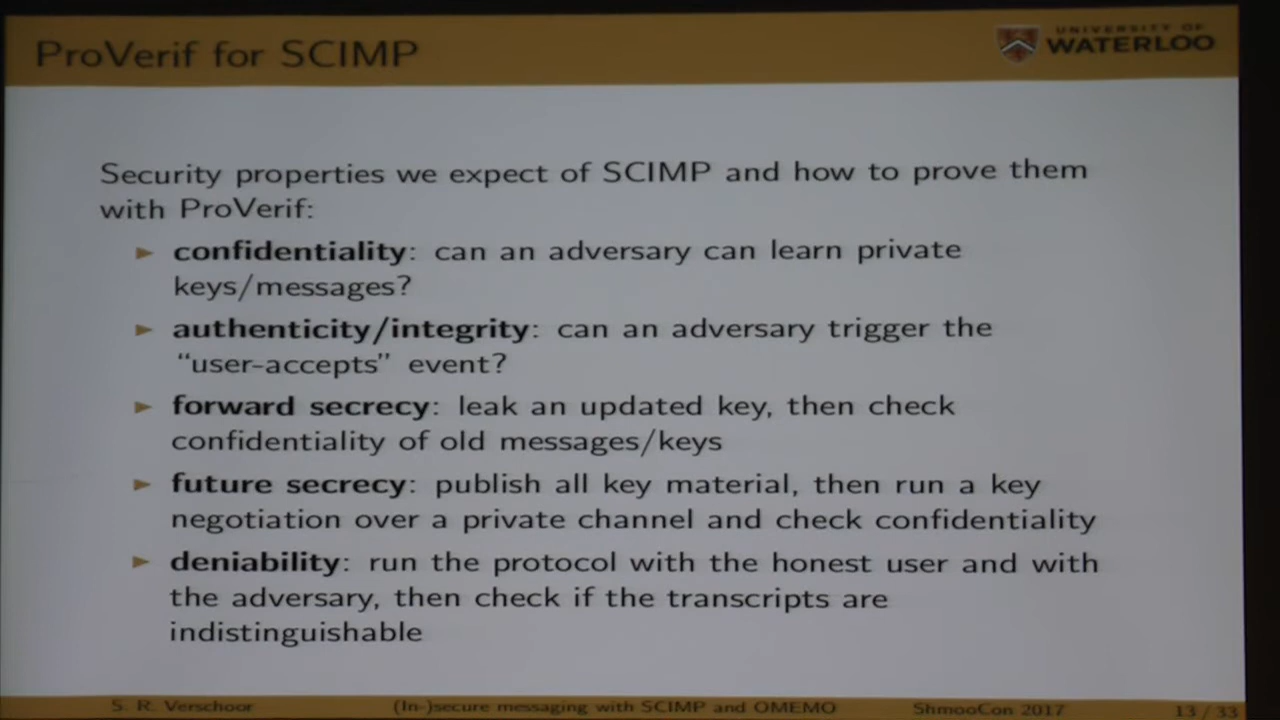 ProVerif for SCIMP
UNIVERSITY OF
WATERLOO
Security properties we expect of SCIMP and how to prove them
with ProVerif:
► confidentiality: can an adversary can learn private
keys/messages?
► authenticity/integrity: can an adversary trigger the
“user-accepts” event?
► forward secrecy: leak an updated key, then check
confidentiality of old messages/keys
► future secrecy: publish all key material, then run a key
negotiation over a private channel and check confidentiality
► deniability: run the protocol with the honest user and with
the adversary, then check if the transcripts are
indistinguishable
S. R. Verschoor (In-)secure messaging with SCIMP and OMEMO ShmooCon 2017 13 / 33